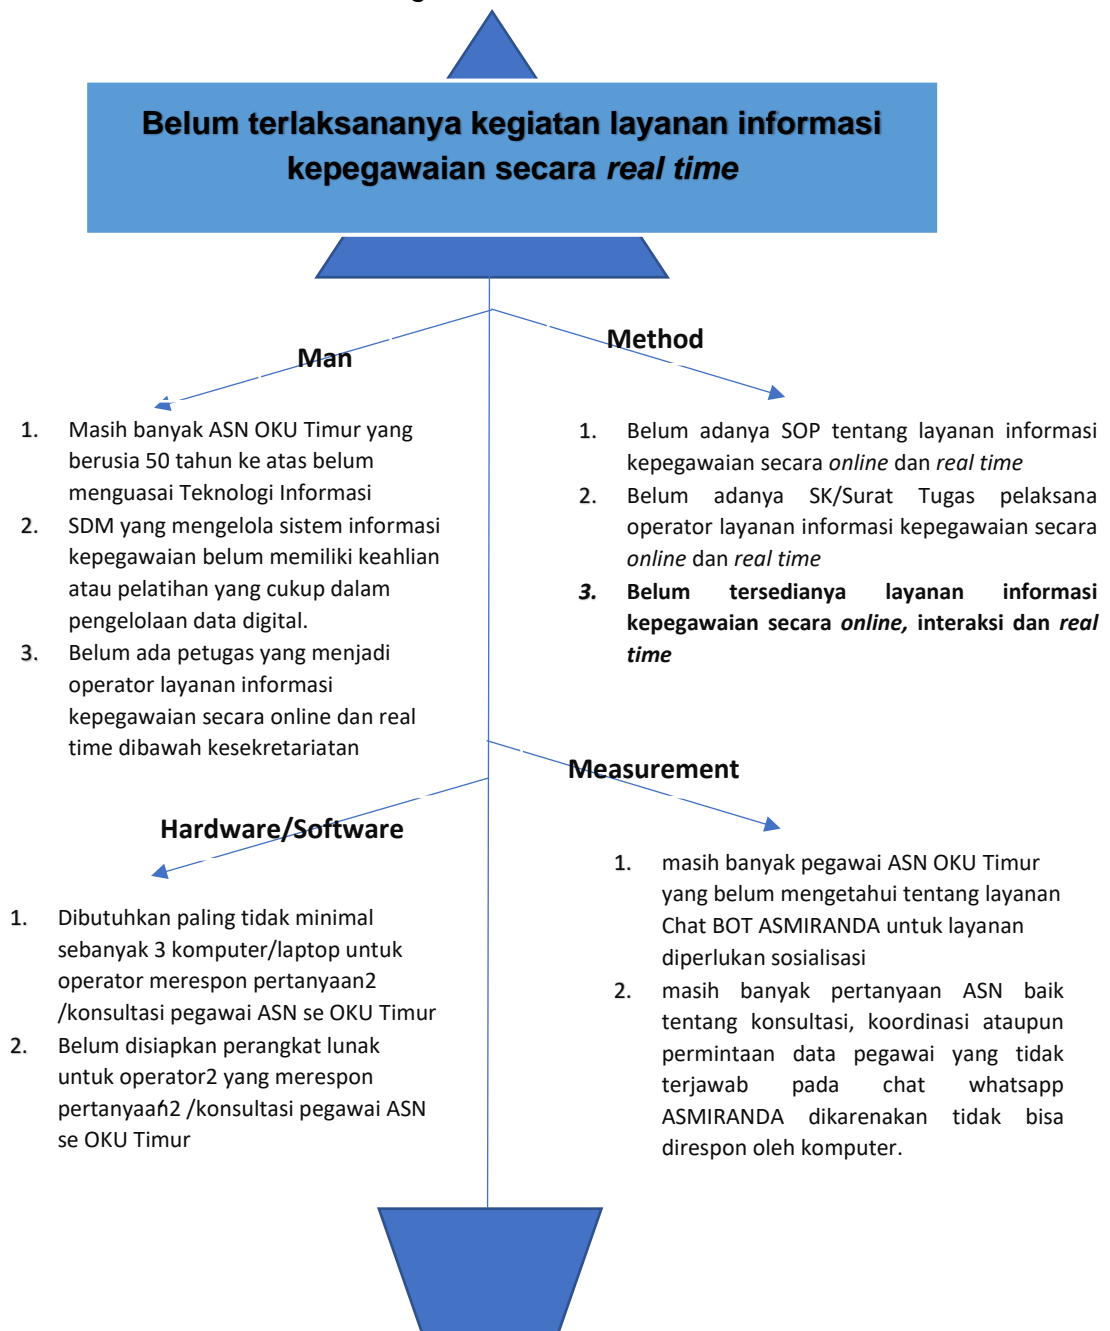 Belum terlaksananya kegiatan layanan informasi
kepegawaian secara real time
Man
1. Masih banyak ASN OKU Timur yang
berusia 50 tahun ke atas belum
menguasai Teknologi Informasi
2. SDM yang mengelola sistem informasi
kepegawaian belum memiliki keahlian
atau pelatihan yang cukup dalam
pengelolaan data digital.
3. Belum ada petugas yang menjadi
operator layanan informasi
kepegawaian secara online dan real
time dibawah kesekretariatan
Method
1. Belum adanya SOP tentang layanan informasi
kepegawaian secara online dan real time
2. Belum adanya SK/Surat Tugas pelaksana
operator layanan informasi kepegawaian secara
online dan real time
3. Belum tersedianya layanan informasi
kepegawaian secara online, interaksi dan real
time
Hardware/Software
1. Dibutuhkan paling tidak minimal
sebanyak 3 komputer/laptop untuk
operator merespon pertanyaan2
/konsultasi pegawai ASN se OKU Timur
2. Belum disiapkan perangkat lunak
untuk operator2 yang merespon
pertanyaan2 /konsultasi pegawai ASN
se OKU Timur
Measurement
1. masih banyak pegawai ASN OKU Timur
yang belum mengetahui tentang layanan
Chat BOT ASMIRANDA untuk layanan
diperlukan sosialisasi
2. masih banyak pertanyaan ASN baik
tentang konsultasi, koordinasi ataupun
permintaan data pegawai yang tidak
terjawab pada chat whatsapp
ASMIRANDA dikarenakan tidak bisa
direspon oleh komputer.